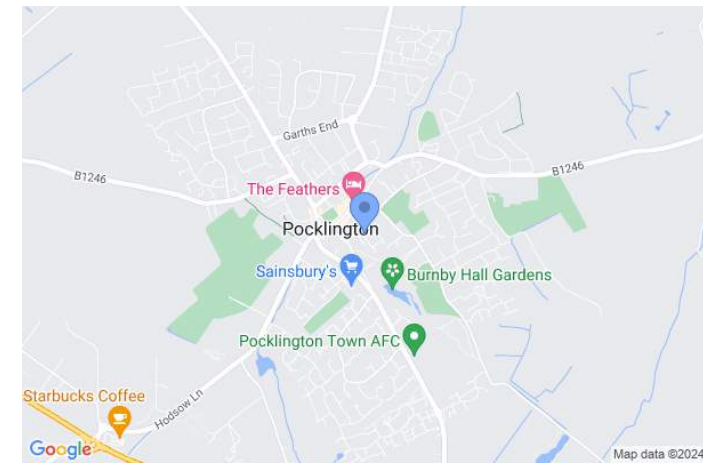 Garths End
B1246
B1246
The Feathers
Pocklington
Sainsbury's
Burnby Hall Gardens
Pocklington Town AFC
Starbucks Coffee
Hodsow Ln
Google
Map data ©2024